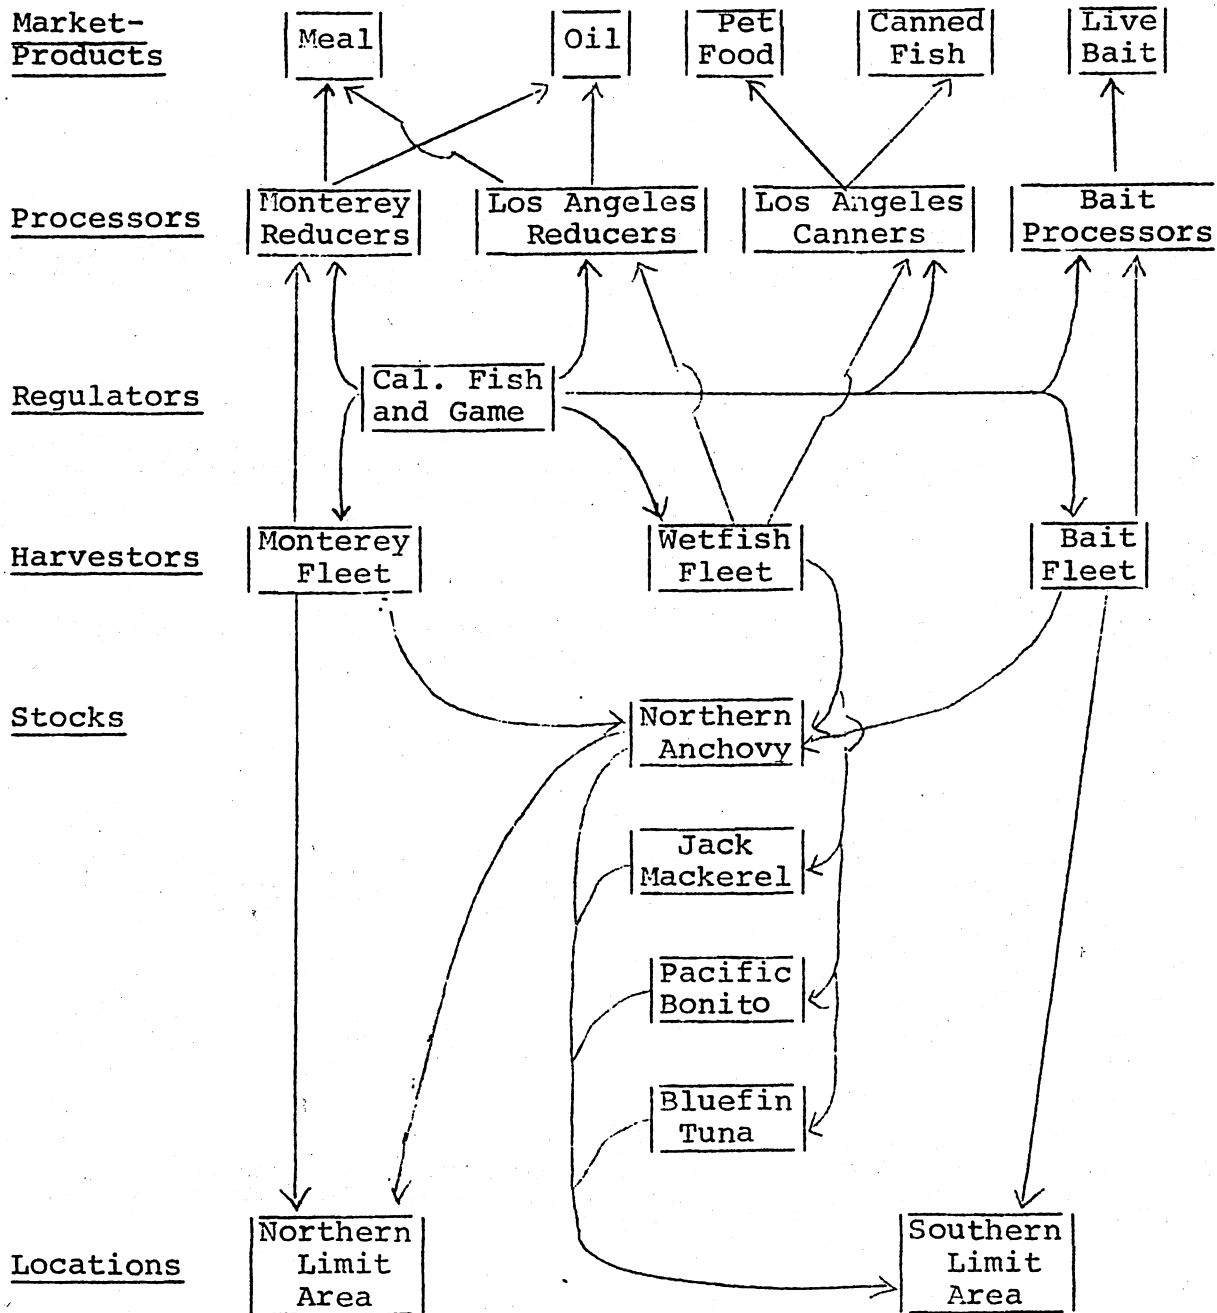 Market-
Products
Meal
Oil
Pet
Food
Canned
Fish
Live
Bait
Processors
Monterey
Reducers
Los Angeles
Reducers
Los Angeles
Canners
Bait
Processors
Regulators
Cal. Fish
and Game
Harvestors
Monterey
Fleet
Wetfish
Fleet
Bait
Fleet
Stocks
Northern
Anchovy
Jack
Mackerel
Pacific
Bonito
Bluefin
Tuna
Locations
Northern
Limit
Area
Southern
Limit
Area